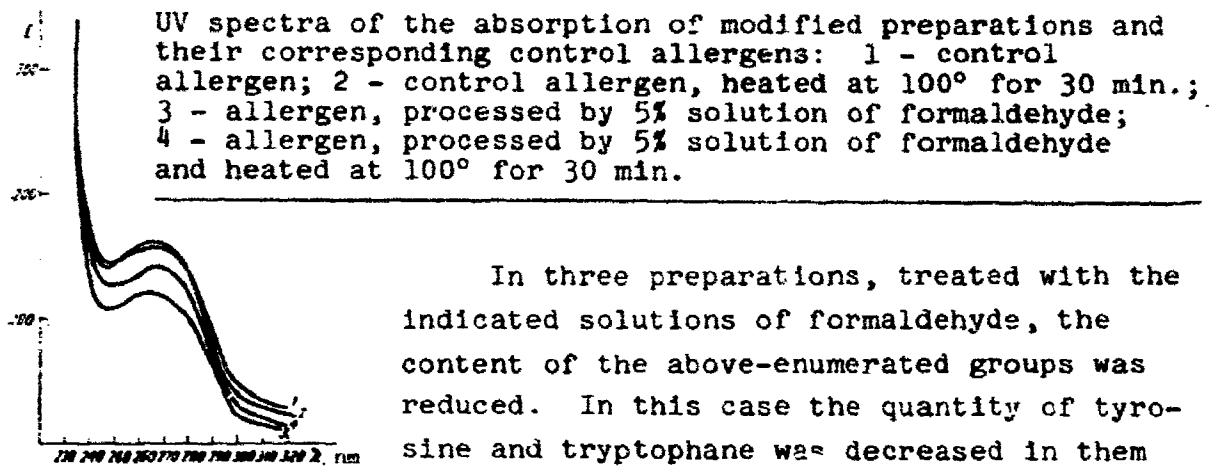 UV spectra of the absorption of modified preparations and
their corresponding control allergens: 1 - control
allergen; 2 - control allergen, heated at 100° for 30 min.;
3 - allergen, processed by 5% solution of formaldehyde;
4 - allergen, processed by 5% solution of formaldehyde
and heated at 100° for 30 min.
In three preparations, treated with the
indicated solutions of formaldehyde, the
content of the above-enumerated groups was
reduced. In this case the quantity of tyro-
sine and tryptophane was decreased in them
1
2
4
λ, nm